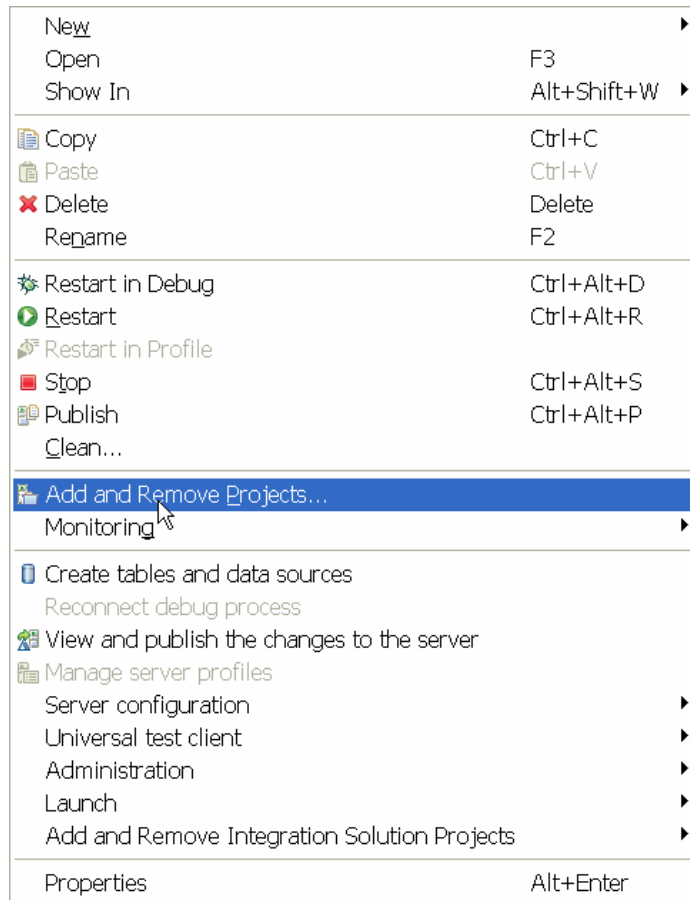 New
Open F3
Show In Alt+Shift+W
Copy Ctrl+C
Paste Ctrl+V
Delete Delete
Rename F2
Restart in Debug Ctrl+Alt+D
Restart Ctrl+Alt+R
Restart in Profile
Stop Ctrl+Alt+S
Publish Ctrl+Alt+P
Clean...
Add and Remove Projects...
Monitoring
Create tables and data sources
Reconnect debug process
View and publish the changes to the server
Manage server profiles
Server configuration
Universal test client
Administration
Launch
Add and Remove Integration Solution Projects
Properties Alt+Enter